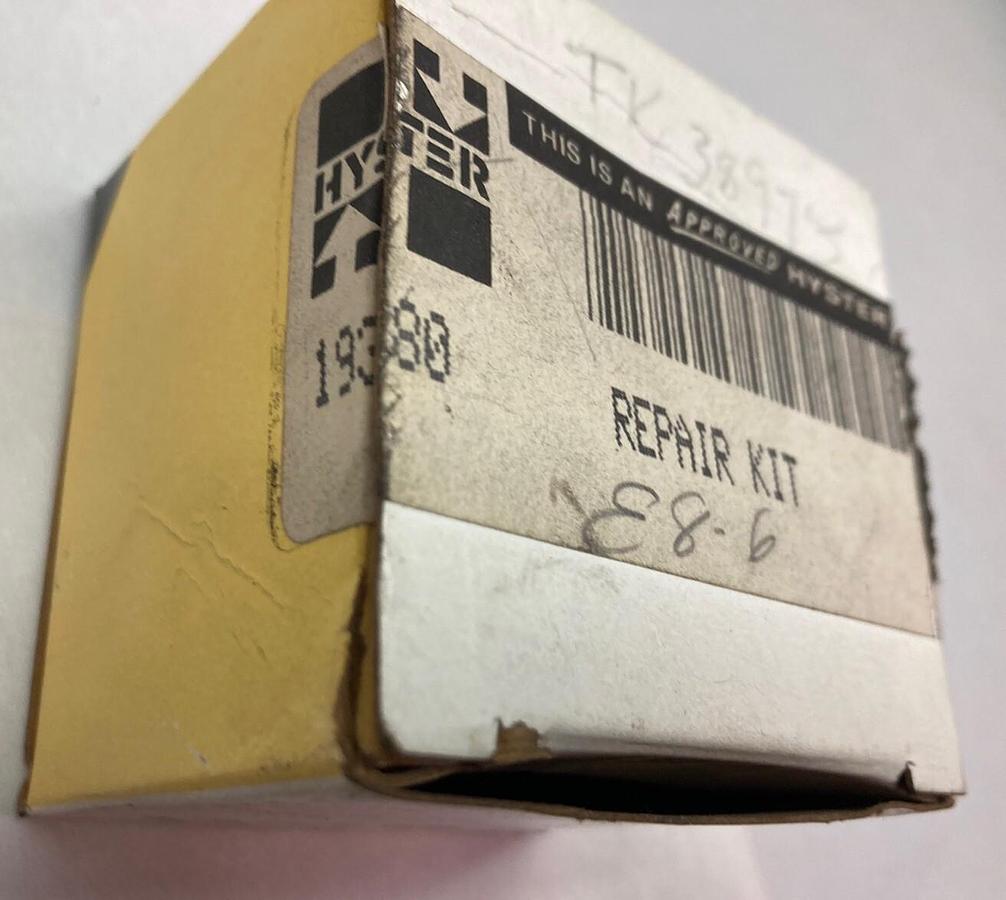 HYSTER
THIS IS AN APPROVED HYSTER
REPAIR KIT
E8-6